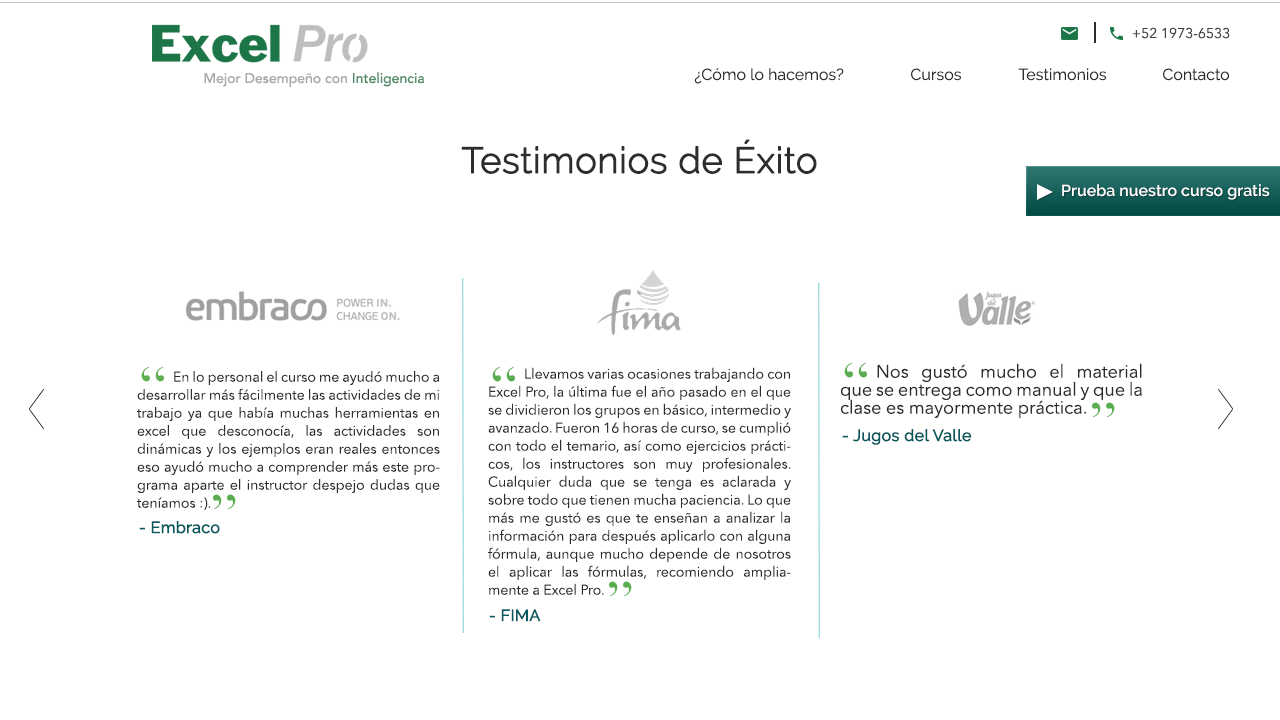 Excel Pro
Mejor Desempeño con Inteligencia
+52 1973-6533
¿Cómo lo hacemos?
Cursos
Testimonios
Contacto
Testimonios de Éxito
Prueba nuestro curso gratis
embraco POWER IN.
CHANGE ON.
“ En lo personal el curso me ayudó mucho a
desarrollar más fácilmente las actividades de mi
trabajo ya que había muchas herramientas en
excel que desconocía, las actividades son
dinámicas y los ejemplos eran reales entonces
eso ayudó mucho a comprender más este pro-
grama aparte el instructor despejo dudas que
teníamos :).”
- Embraco
fima
“ Llevamos varias ocasiones trabajando con
Excel Pro, la última fue el año pasado en el que
se dividieron los grupos en básico, intermedio y
avanzado. Fueron 16 horas de curso, se cumplió
con todo el temario, así como ejercicios prácti-
cos, los instructores son muy profesionales.
Cualquier duda que se tenga es aclarada y
sobre todo que tienen mucha paciencia. Lo que
más me gustó es que te enseñan a analizar la
información para después aplicarlo con alguna
fórmula, aunque mucho depende de nosotros
el aplicar las fórmulas, recomiendo amplia-
mente a Excel Pro. ”
- FIMA
Jugos
del
Valle
“ Nos gustó mucho el material
que se entrega como manual y que la
clase es mayormente práctica. ”
- Jugos del Valle